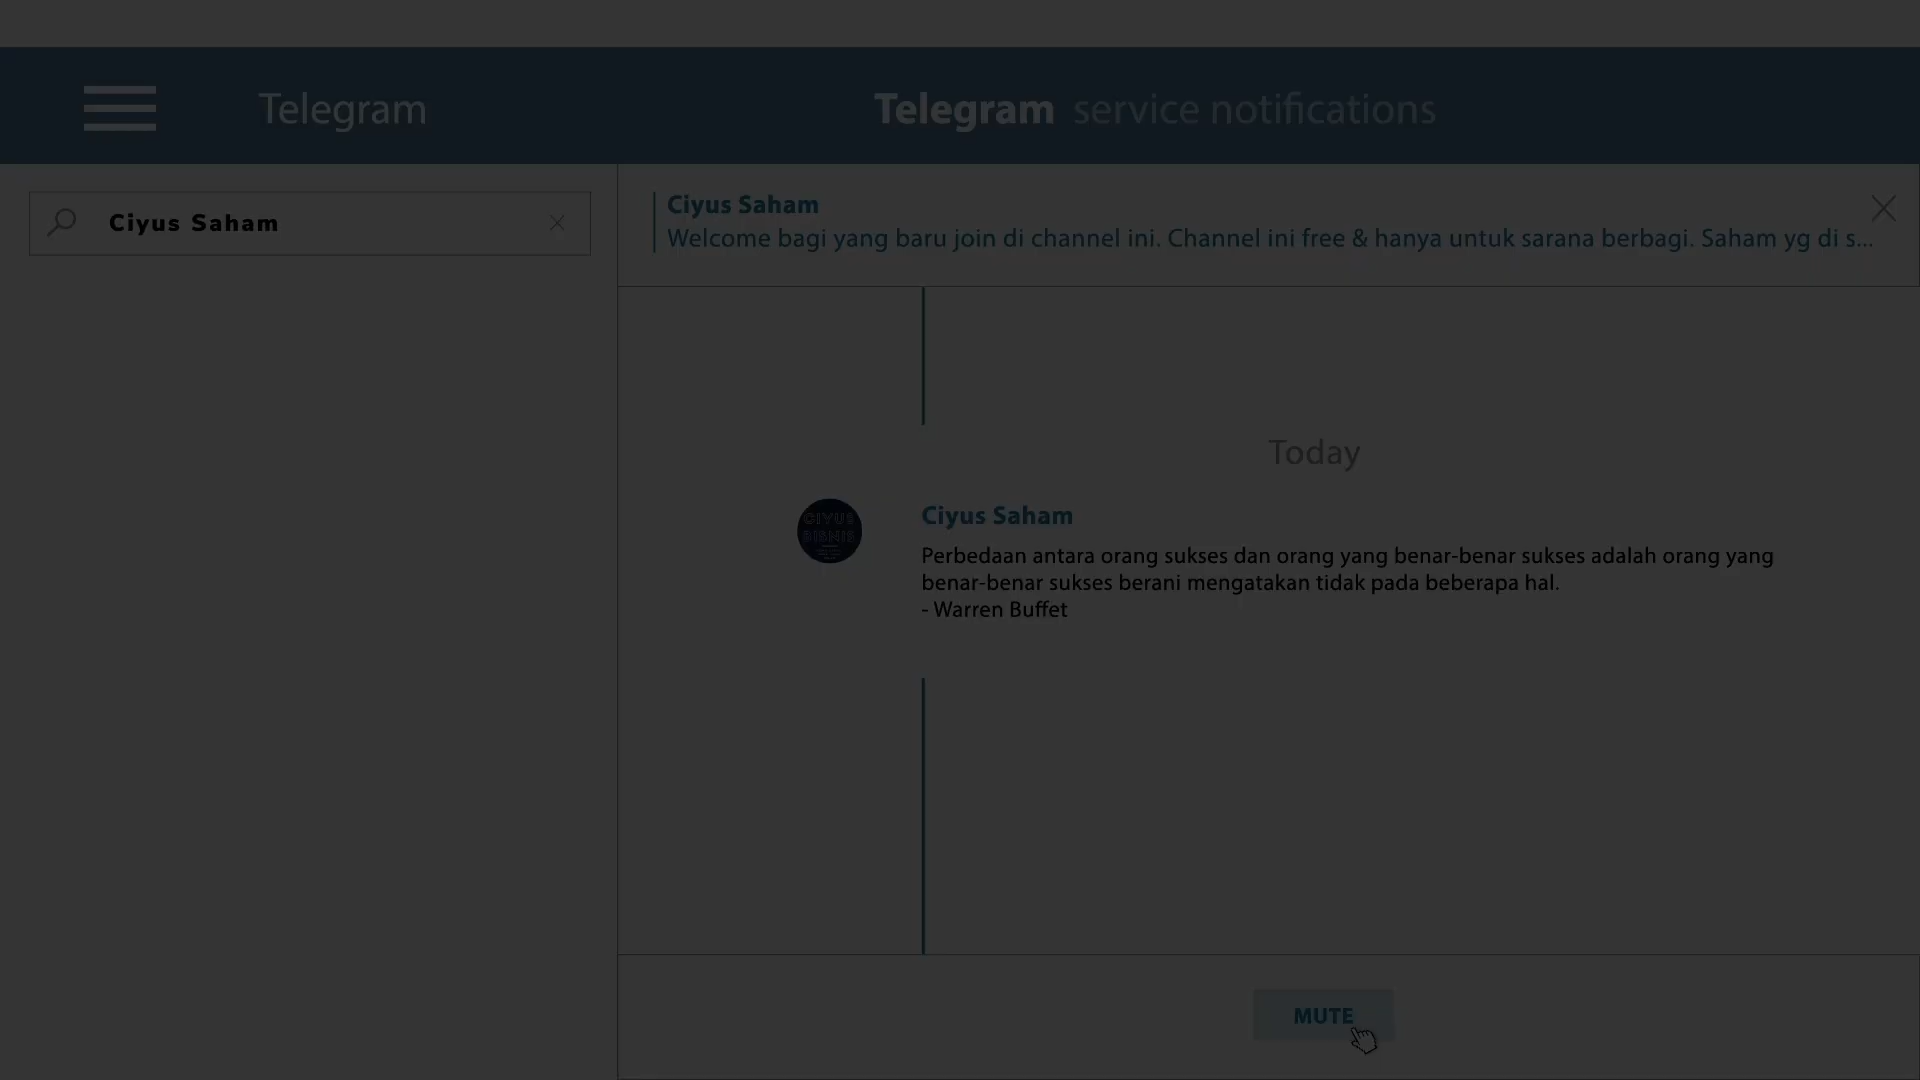 Telegram
Telegram service notifications
Ciyus Saham
Ciyus Saham
Welcome bagi yang baru join di channel ini. Channel ini free & hanya untuk sarana berbagi. Saham yg di s...
Today
CIYUS
BISNIS
Ciyus Saham
Perbedaan antara orang sukses dan orang yang benar-benar sukses adalah orang yang
benar-benar sukses berani mengatakan tidak pada beberapa hal.
- Warren Buffet
MUTE